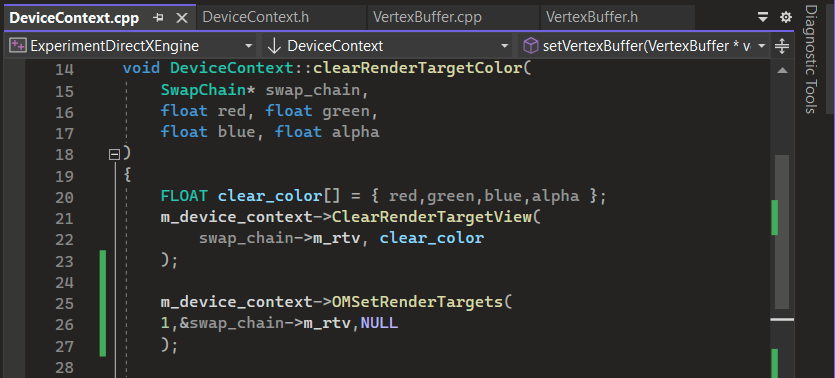 DeviceContext.cpp DeviceContext.h VertexBuffer.cpp VertexBuffer.h
ExperimentDirectXEngine DeviceContext setVertexBuffer(VertexBuffer * v
Diagnostic Tools
14 void DeviceContext::clearRenderTargetColor(
15 SwapChain* swap_chain,
16 float red, float green,
17 float blue, float alpha
18 )
19 {
20 FLOAT clear_color[] = { red,green,blue,alpha };
21 m_device_context->ClearRenderTargetView(
22 swap_chain->m_rtv, clear_color
23 );
24
25 m_device_context->OMSetRenderTargets(
26 1,&swap_chain->m_rtv,NULL
27 );
28